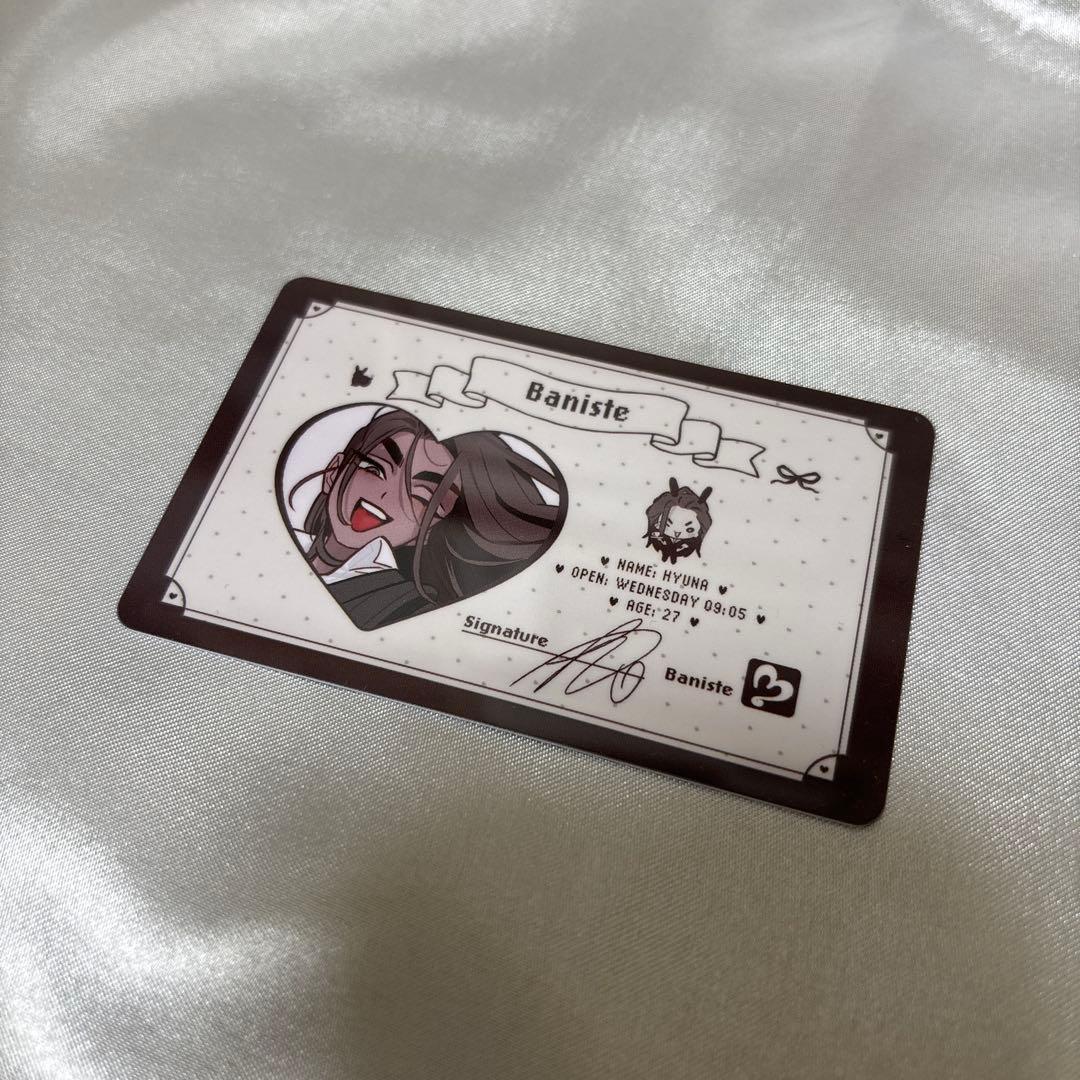 Baniste
NAME: HYUNA
OPEN: WEDNESDAY 09:05
AGE: 27
Signature
Baniste